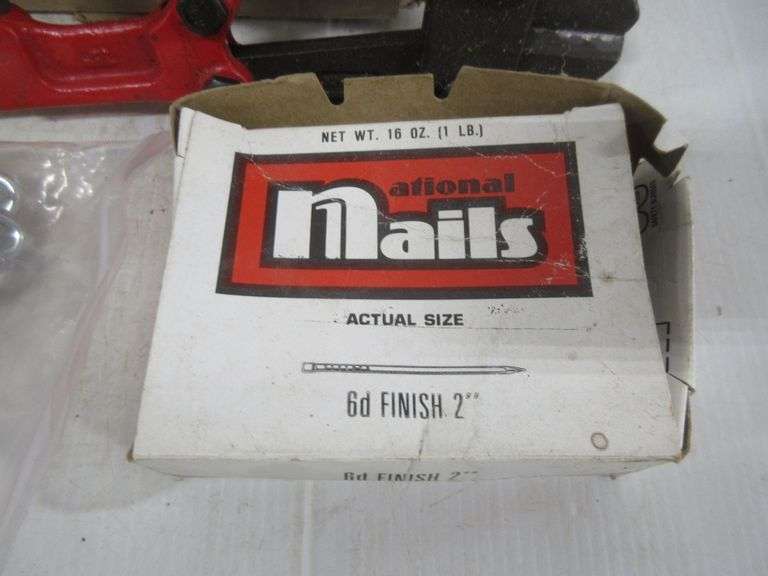 NET WT. 16 OZ. (1 LB.)
national
nails
ACTUAL SIZE
6d FINISH 2""
6d FINISH 2""